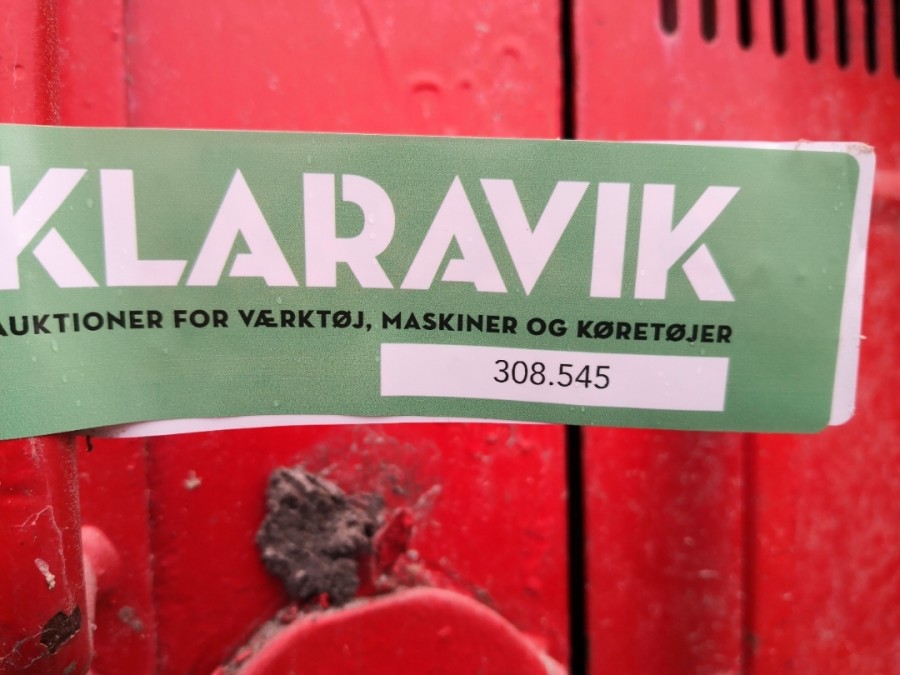 KLARAVIK
AUKTIONER FOR VÆRKTØJ, MASKINER OG KØRETØJER
308.545